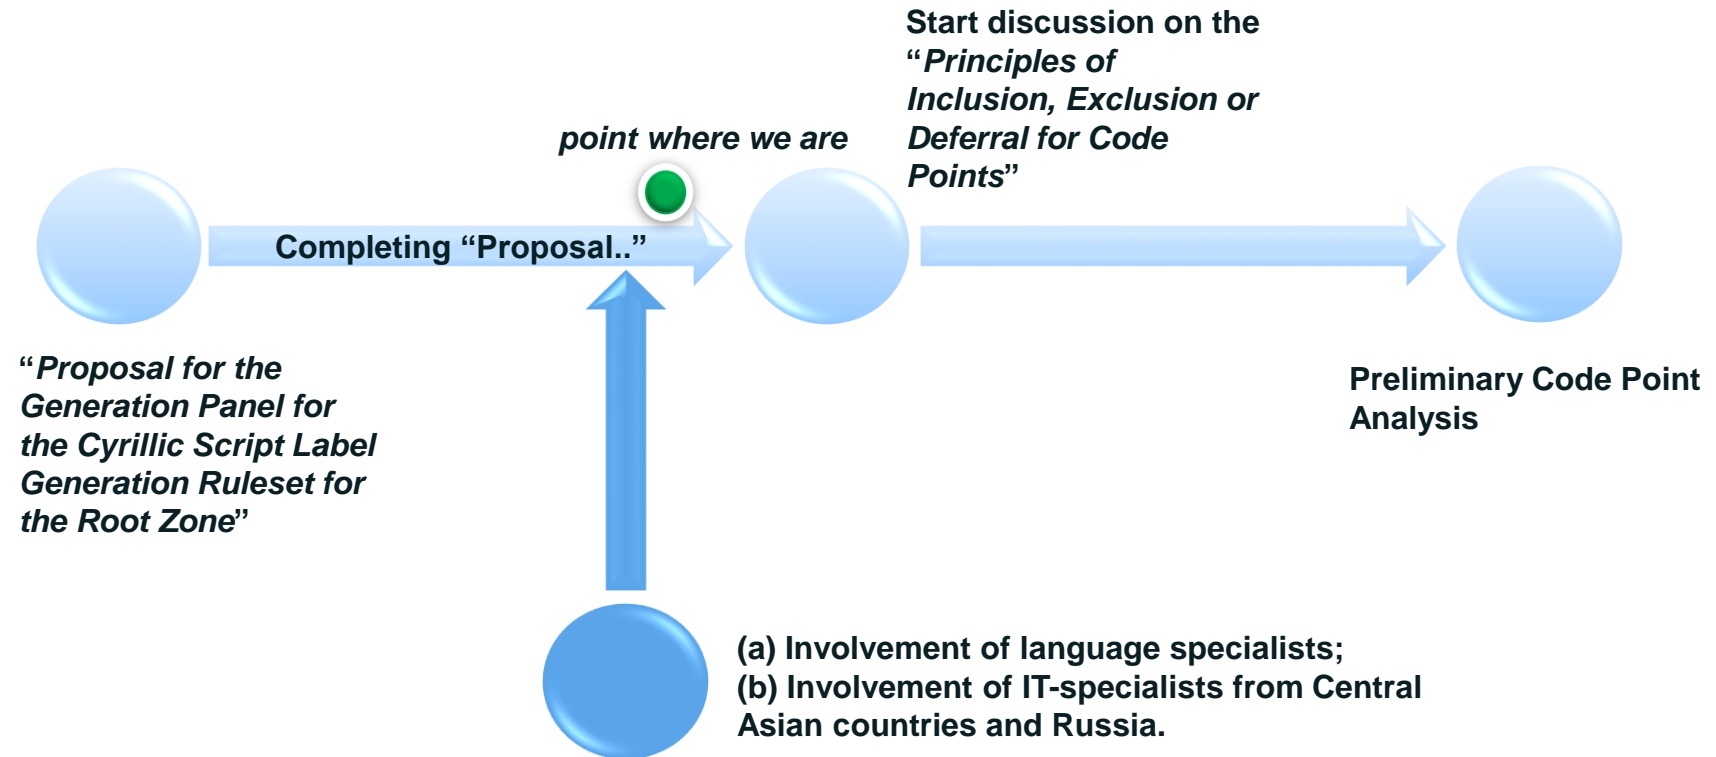 Start discussion on the
“Principles of
Inclusion, Exclusion or
Deferral for Code
Points”
point where we are
Completing “Proposal..”
“Proposal for the
Generation Panel for
the Cyrillic Script Label
Generation Ruleset for
the Root Zone”
Preliminary Code Point
Analysis
(a) Involvement of language specialists;
(b) Involvement of IT-specialists from Central
Asian countries and Russia.